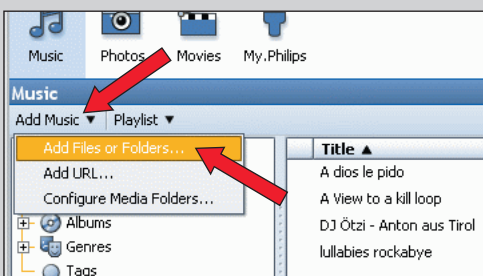 Music Photos Movies My.Philips
Music
Add Music ▼ Playlist ▼
Add Files or Folders...
Add URL...
Configure Media Folders...
Albums
Genres
Tags
Title ▲
A dios le pido
A View to a kill loop
DJ Ötzi - Anton aus Tirol
lullabies rockabye